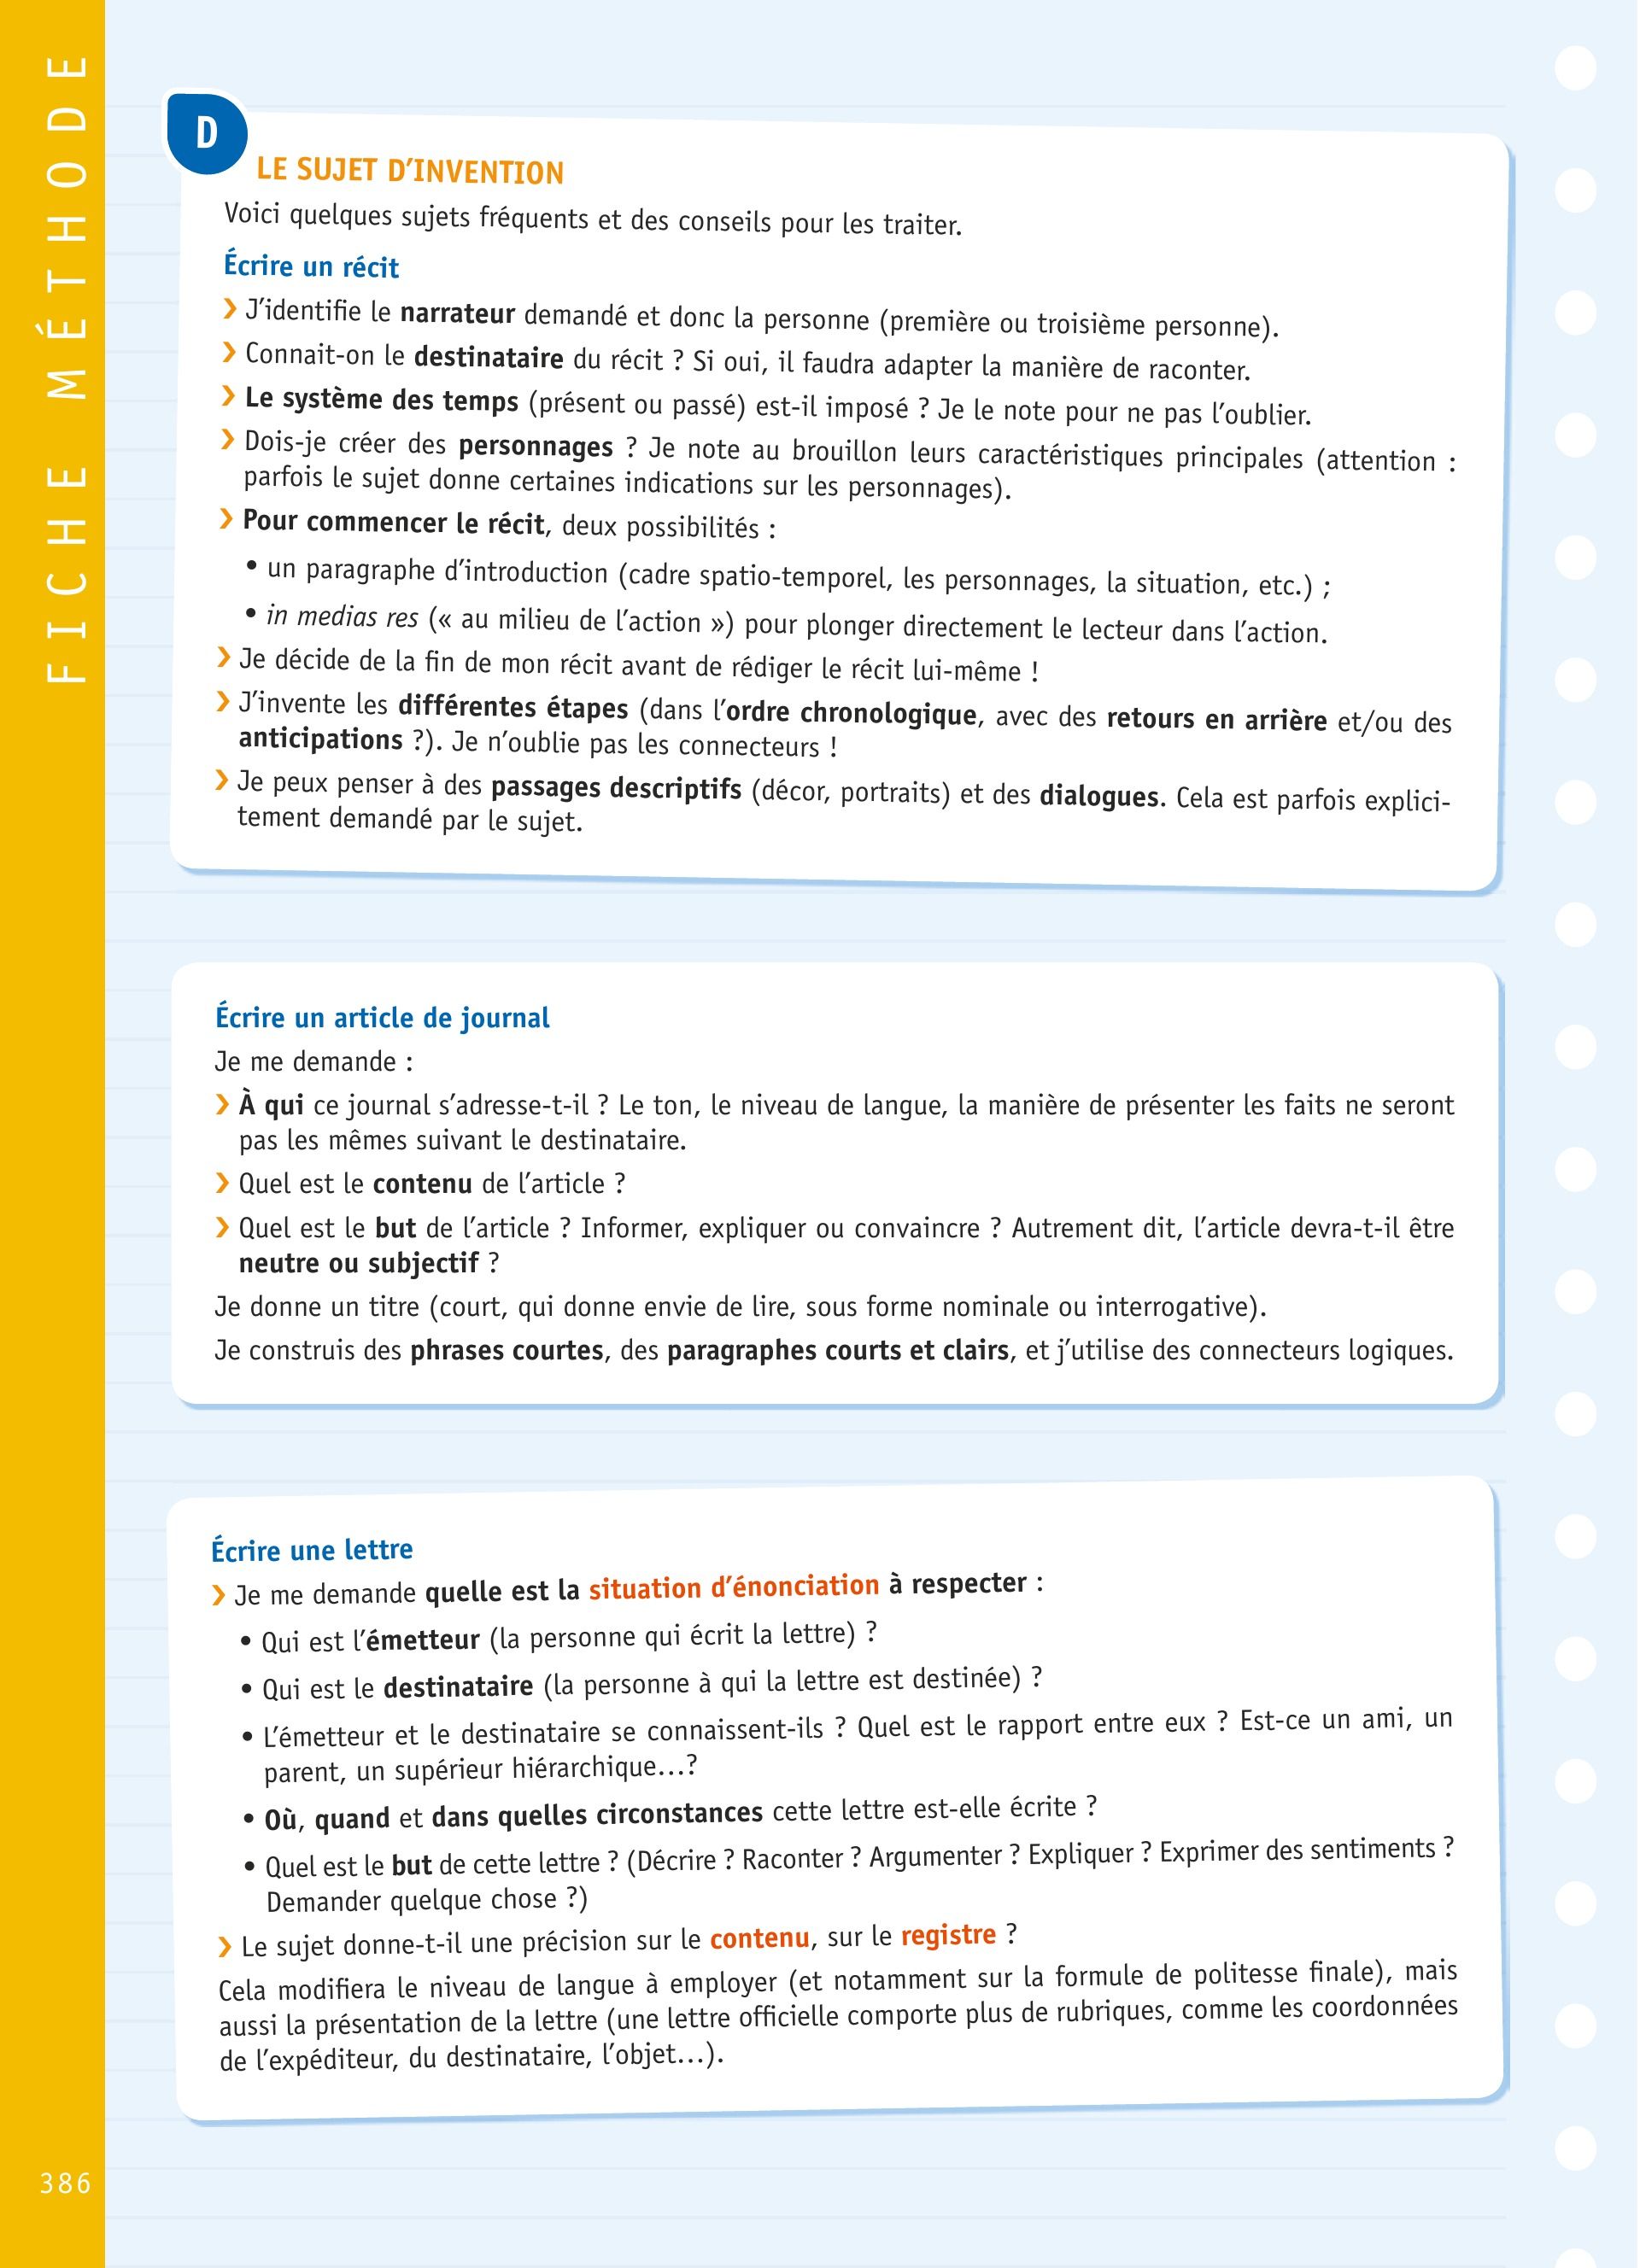 FICHE MÉTHODE
D
LE SUJET D’INVENTION
Voici quelques sujets fréquents et des conseils pour les traiter.
Écrire un récit
› J’identifie le narrateur demandé et donc la personne (première ou troisième personne).
› Connait-on le destinataire du récit ? Si oui, il faudra adapter la manière de raconter.
› Le système des temps (présent ou passé) est-il imposé ? Je le note pour ne pas l’oublier.
› Dois-je créer des personnages ? Je note au brouillon leurs caractéristiques principales (attention :
parfois le sujet donne certaines indications sur les personnages).
› Pour commencer le récit, deux possibilités :
• un paragraphe d’introduction (cadre spatio-temporel, les personnages, la situation, etc.) ;
• in medias res (« au milieu de l’action ») pour plonger directement le lecteur dans l’action.
› Je décide de la fin de mon récit avant de rédiger le récit lui-même !
› J’invente les différentes étapes (dans l’ordre chronologique, avec des retours en arrière et/ou des
anticipations ?). Je n’oublie pas les connecteurs !
› Je peux penser à des passages descriptifs (décor, portraits) et des dialogues. Cela est parfois explici-
tement demandé par le sujet.
Écrire un article de journal
Je me demande :
› À qui ce journal s’adresse-t-il ? Le ton, le niveau de langue, la manière de présenter les faits ne seront
pas les mêmes suivant le destinataire.
› Quel est le contenu de l’article ?
› Quel est le but de l’article ? Informer, expliquer ou convaincre ? Autrement dit, l’article devra-t-il être
neutre ou subjectif ?
Je donne un titre (court, qui donne envie de lire, sous forme nominale ou interrogative).
Je construis des phrases courtes, des paragraphes courts et clairs, et j’utilise des connecteurs logiques.
Écrire une lettre
› Je me demande quelle est la situation d’énonciation à respecter :
• Qui est l’émetteur (la personne qui écrit la lettre) ?
• Qui est le destinataire (la personne à qui la lettre est destinée) ?
• L’émetteur et le destinataire se connaissent-ils ? Quel est le rapport entre eux ? Est-ce un ami, un
parent, un supérieur hiérarchique…?
• Où, quand et dans quelles circonstances cette lettre est-elle écrite ?
• Quel est le but de cette lettre ? (Décrire ? Raconter ? Argumenter ? Expliquer ? Exprimer des sentiments ?
Demander quelque chose ?)
› Le sujet donne-t-il une précision sur le contenu, sur le registre ?
Cela modifiera le niveau de langue à employer (et notamment sur la formule de politesse finale), mais
aussi la présentation de la lettre (une lettre officielle comporte plus de rubriques, comme les coordonnées
de l’expéditeur, du destinataire, l’objet…).
386